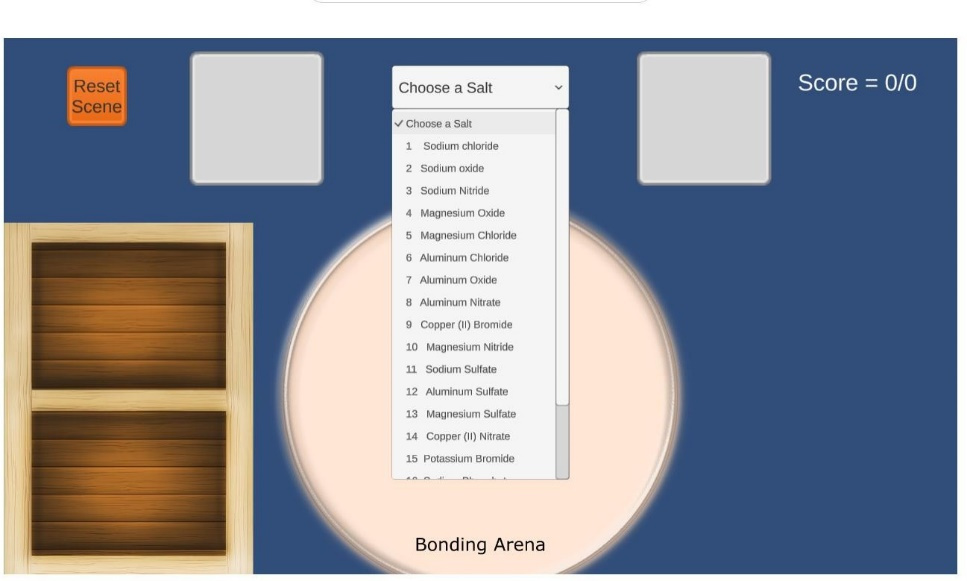 Reset
Scene
Choose a Salt
Score = 0/0
Choose a Salt
1 Sodium chloride
2 Sodium oxide
3 Sodium Nitride
4 Magnesium Oxide
5 Magnesium Chloride
6 Aluminum Chloride
7 Aluminum Oxide
8 Aluminum Nitrate
9 Copper (II) Bromide
10 Magnesium Nitride
11 Sodium Sulfate
12 Aluminum Sulfate
13 Magnesium Sulfate
14 Copper (II) Nitrate
15 Potassium Bromide
Bonding Arena